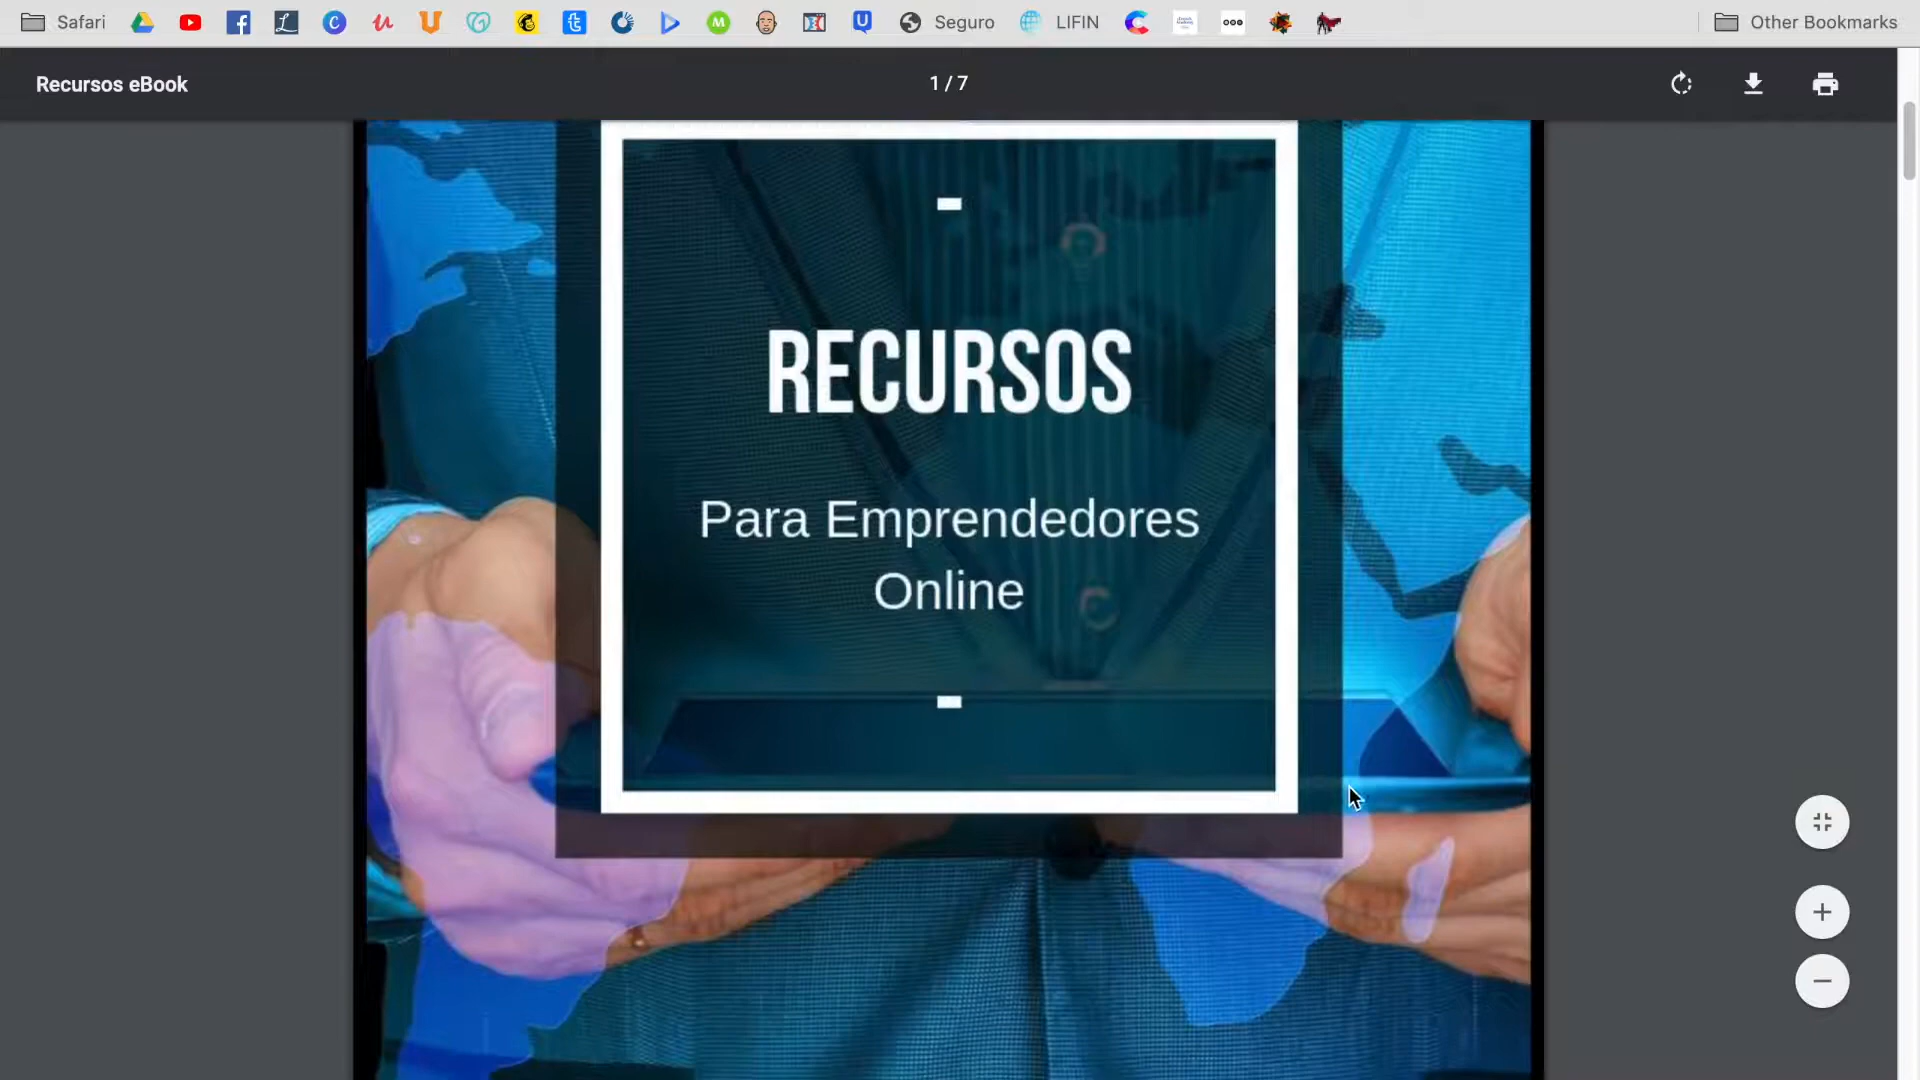 Safari
Seguro
LIFIN
Other Bookmarks
Recursos eBook
1 / 7
RECURSOS
Para Emprendedores
Online